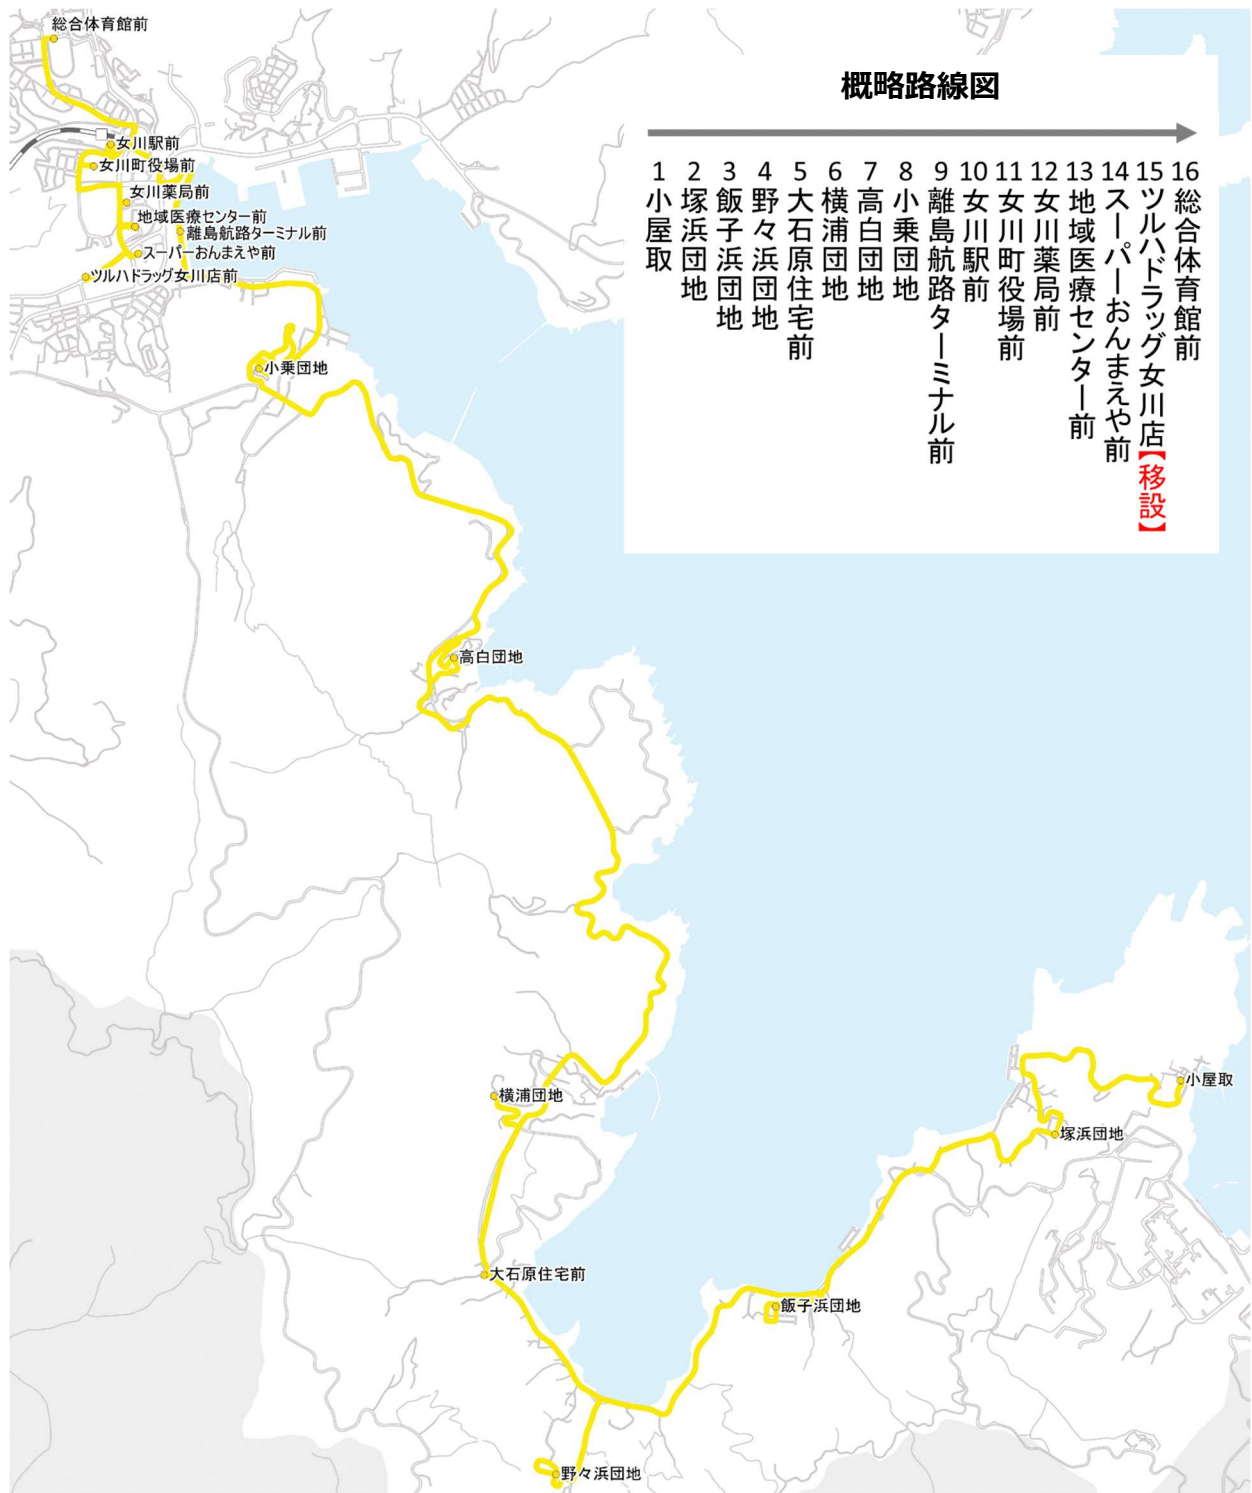 総合体育館前
女川駅前
女川町役場前
女川薬局前
地域医療センター前
離島航路ターミナル前
スーパーおんまえや前
ツルハドラッグ女川店前
小乗団地
高白団地
横浦団地
大石原住宅前
野々浜団地
飯子浜団地
塚浜団地
小屋取
概略路線図
1 小屋取
2 塚浜団地
3 飯子浜団地
4 野々浜団地
5 大石原住宅前
6 横浦団地
7 高白団地
8 小乗団地
9 離島航路ターミナル前
10 女川駅前
11 女川町役場前
12 女川薬局前
13 地域医療センター前
14 スーパーおんまえや前
15 ツルハドラッグ女川店【移設】
16 総合体育館前